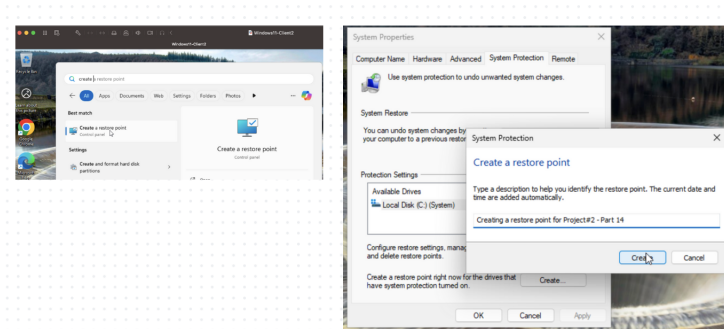 Windows11-Client2
Windows11-Client2
Recycle Bin
create a restore point
All Apps Documents Web Settings Folders Photos
Best match
Create a restore point
Control panel
Settings
Create and format hard disk
partitions
Create a restore point
Control panel
Open
System Properties
Computer Name Hardware Advanced System Protection Remote
Use system protection to undo unwanted system changes.
System Restore
You can undo system changes by
your computer to a previous restor
Protection Settings
Available Drives
Local Disk (C:) (System)
Configure restore settings, manag
and delete restore points.
Create a restore point right now for the drives that
have system protection turned on.
Create...
OK Cancel Apply
System Protection
Create a restore point
Type a description to help you identify the restore point. The current date and
time are added automatically.
Creating a restore point for Project#2 - Part 14
Create Cancel